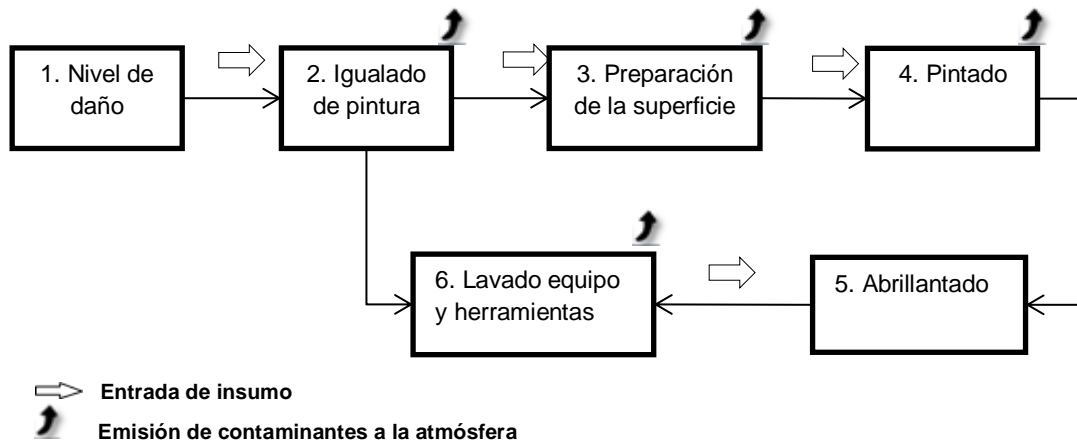 1. Nivel de
daño
2. Igualado
de pintura
3. Preparación
de la superficie
4. Pintado
6. Lavado equipo
y herramientas
5. Abrillantado
Entrada de insumo
Emisión de contaminantes a la atmósfera